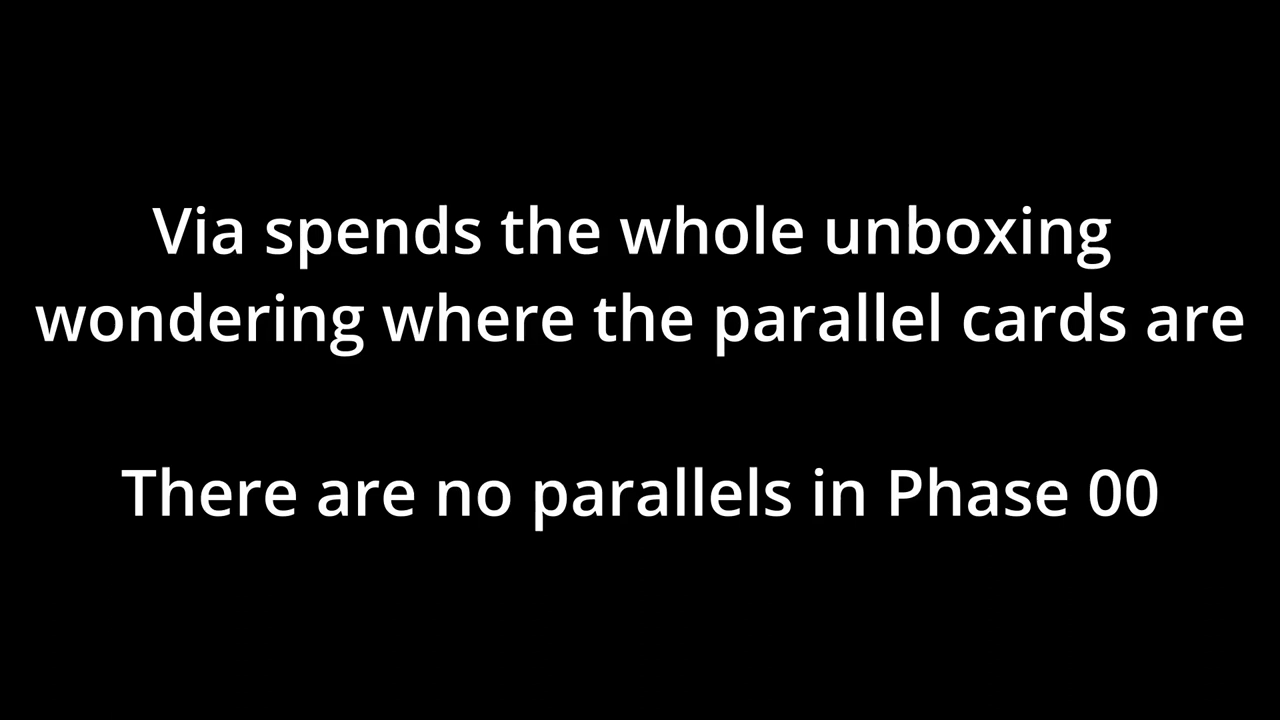 Via spends the whole unboxing
wondering where the parallel cards are
There are no parallels in Phase 00